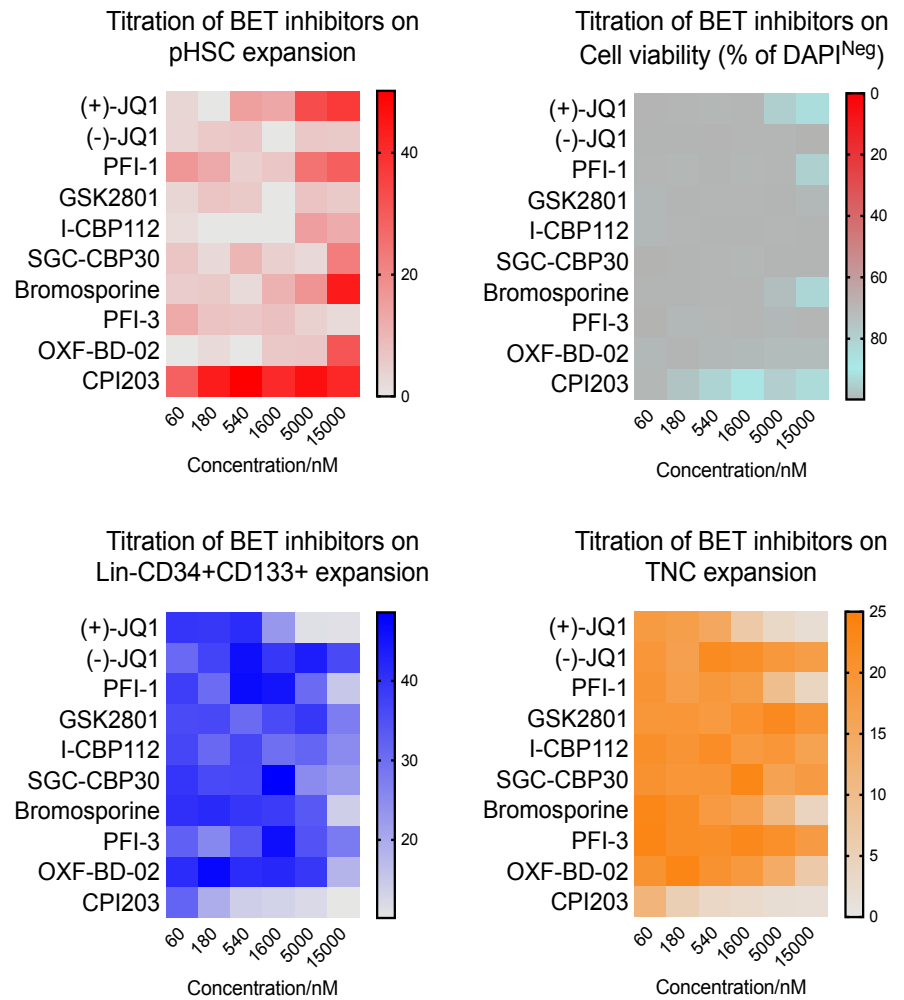 Titration of BET inhibitors on
pHSC expansion
(+)-JQ1
(-)-JQ1
PFI-1
GSK2801
I-CBP112
SGC-CBP30
Bromosporine
PFI-3
OXF-BD-02
CPI203
40
20
0
60 180 540 1600 5000 15000
Concentration/nM
Titration of BET inhibitors on
Cell viability (% of DAPI^Neg)
(+)-JQ1
(-)-JQ1
PFI-1
GSK2801
I-CBP112
SGC-CBP30
Bromosporine
PFI-3
OXF-BD-02
CPI203
0
20
40
60
80
60 180 540 1600 5000 15000
Concentration/nM
Titration of BET inhibitors on
Lin-CD34+CD133+ expansion
(+)-JQ1
(-)-JQ1
PFI-1
GSK2801
I-CBP112
SGC-CBP30
Bromosporine
PFI-3
OXF-BD-02
CPI203
40
30
20
60 180 540 1600 5000 15000
Concentration/nM
Titration of BET inhibitors on
TNC expansion
(+)-JQ1
(-)-JQ1
PFI-1
GSK2801
I-CBP112
SGC-CBP30
Bromosporine
PFI-3
OXF-BD-02
CPI203
25
20
15
10
5
0
60 180 540 1600 5000 15000
Concentration/nM